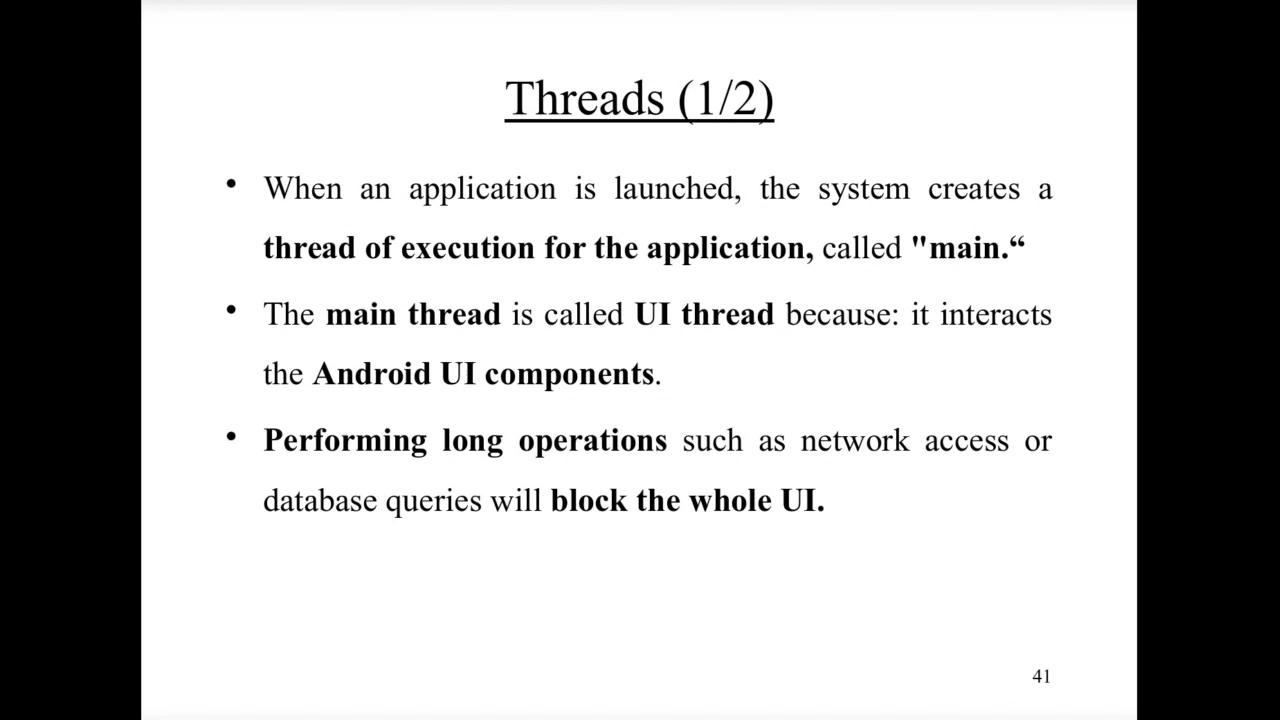 Threads (1/2)
• When an application is launched, the system creates a
thread of execution for the application, called "main.“
• The main thread is called UI thread because: it interacts
the Android UI components.
• Performing long operations such as network access or
database queries will block the whole UI.
41